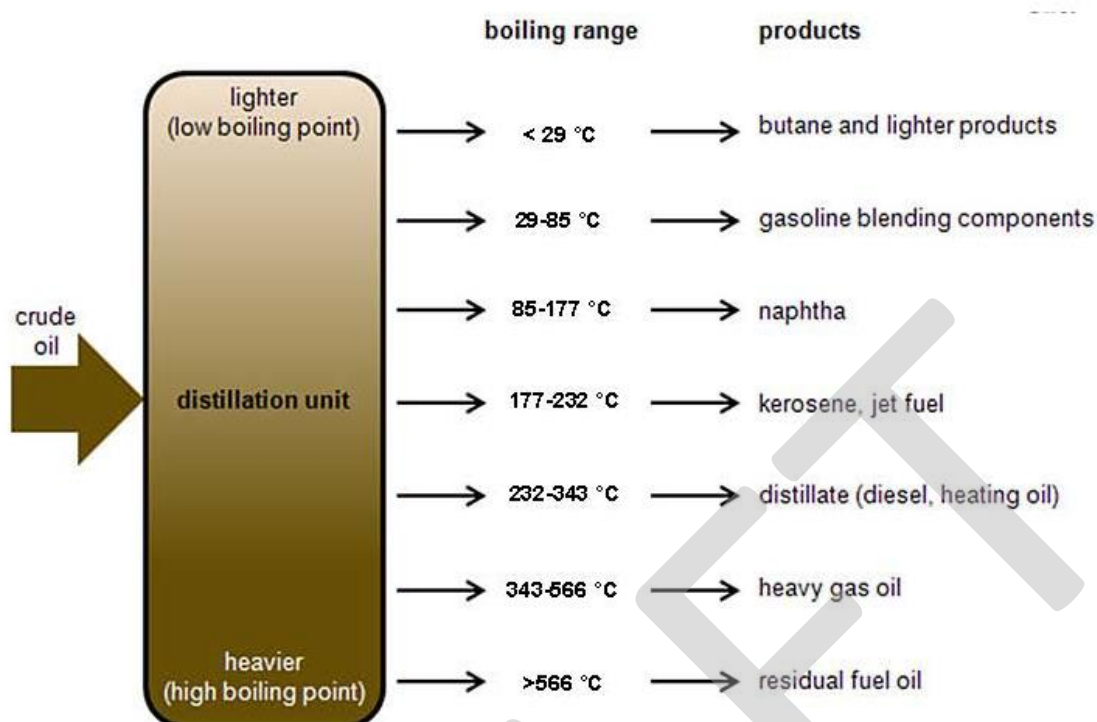 boiling range products
lighter
(low boiling point)
< 29 °C butane and lighter products
29-85 °C gasoline blending components
85-177 °C naphtha
crude
oil
distillation unit
177-232 °C kerosene, jet fuel
232-343 °C distillate (diesel, heating oil)
343-566 °C heavy gas oil
heavier
(high boiling point)
>566 °C residual fuel oil